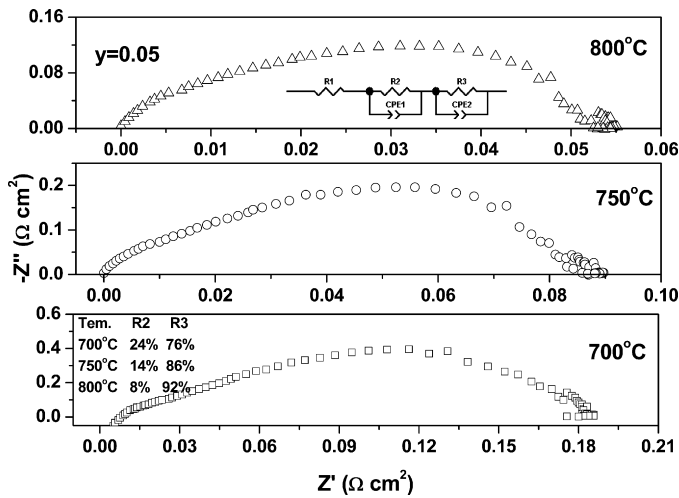 0.16
y=0.05
800°C
0.08
R1 R2 R3
CPE1 CPE2
0.00
0.00 0.01 0.02 0.03 0.04 0.05 0.06
0.2
750°C
0.1
0.0
0.00 0.02 0.04 0.06 0.08 0.10
-Z'' (Ω cm²)
0.6
Tem. R2 R3
700°C 24% 76%
750°C 14% 86%
800°C 8% 92%
700°C
0.4
0.2
0.0
0.00 0.03 0.06 0.09 0.12 0.15 0.18 0.21
Z' (Ω cm²)